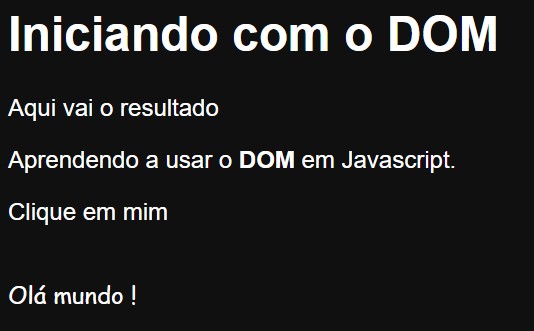 Iniciando com o DOM
Aqui vai o resultado
Aprendendo a usar o DOM em Javascript.
Clique em mim
Olá mundo !